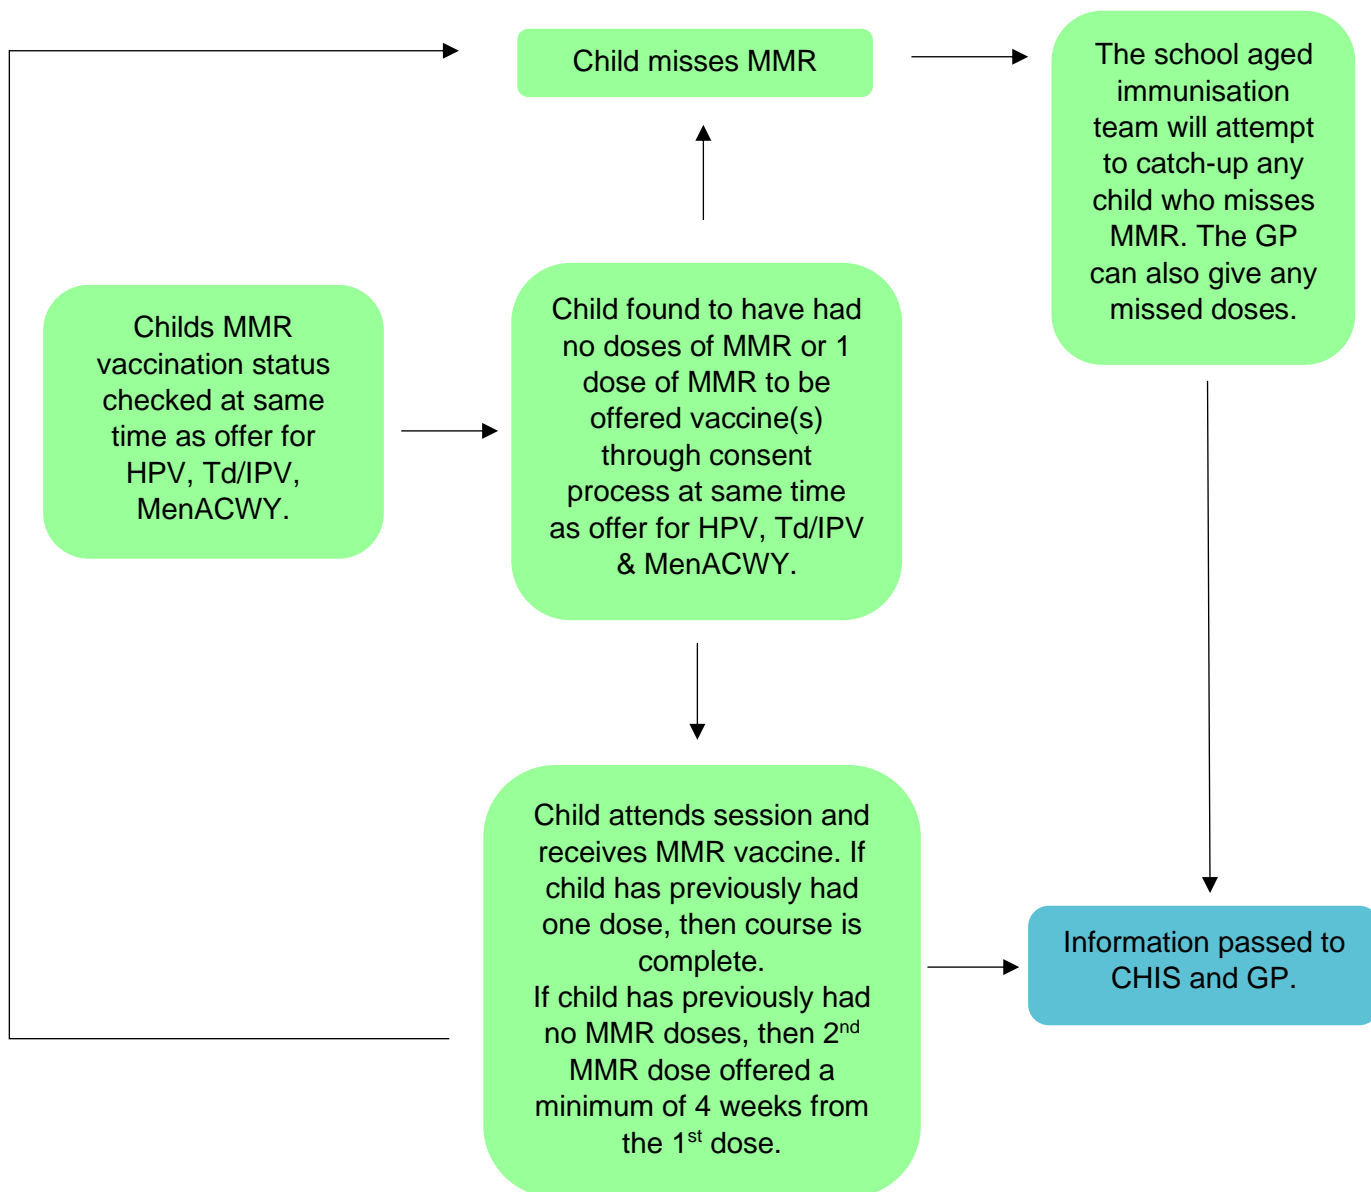 Child misses MMR
The school aged
immunisation
team will attempt
to catch-up any
child who misses
MMR. The GP
can also give any
missed doses.
Childs MMR
vaccination status
checked at same
time as offer for
HPV, Td/IPV,
MenACWY.
Child found to have had
no doses of MMR or 1
dose of MMR to be
offered vaccine(s)
through consent
process at same time
as offer for HPV, Td/IPV
& MenACWY.
Child attends session and
receives MMR vaccine. If
child has previously had
one dose, then course is
complete.
If child has previously had
no MMR doses, then 2nd
MMR dose offered a
minimum of 4 weeks from
the 1st dose.
Information passed to
CHIS and GP.